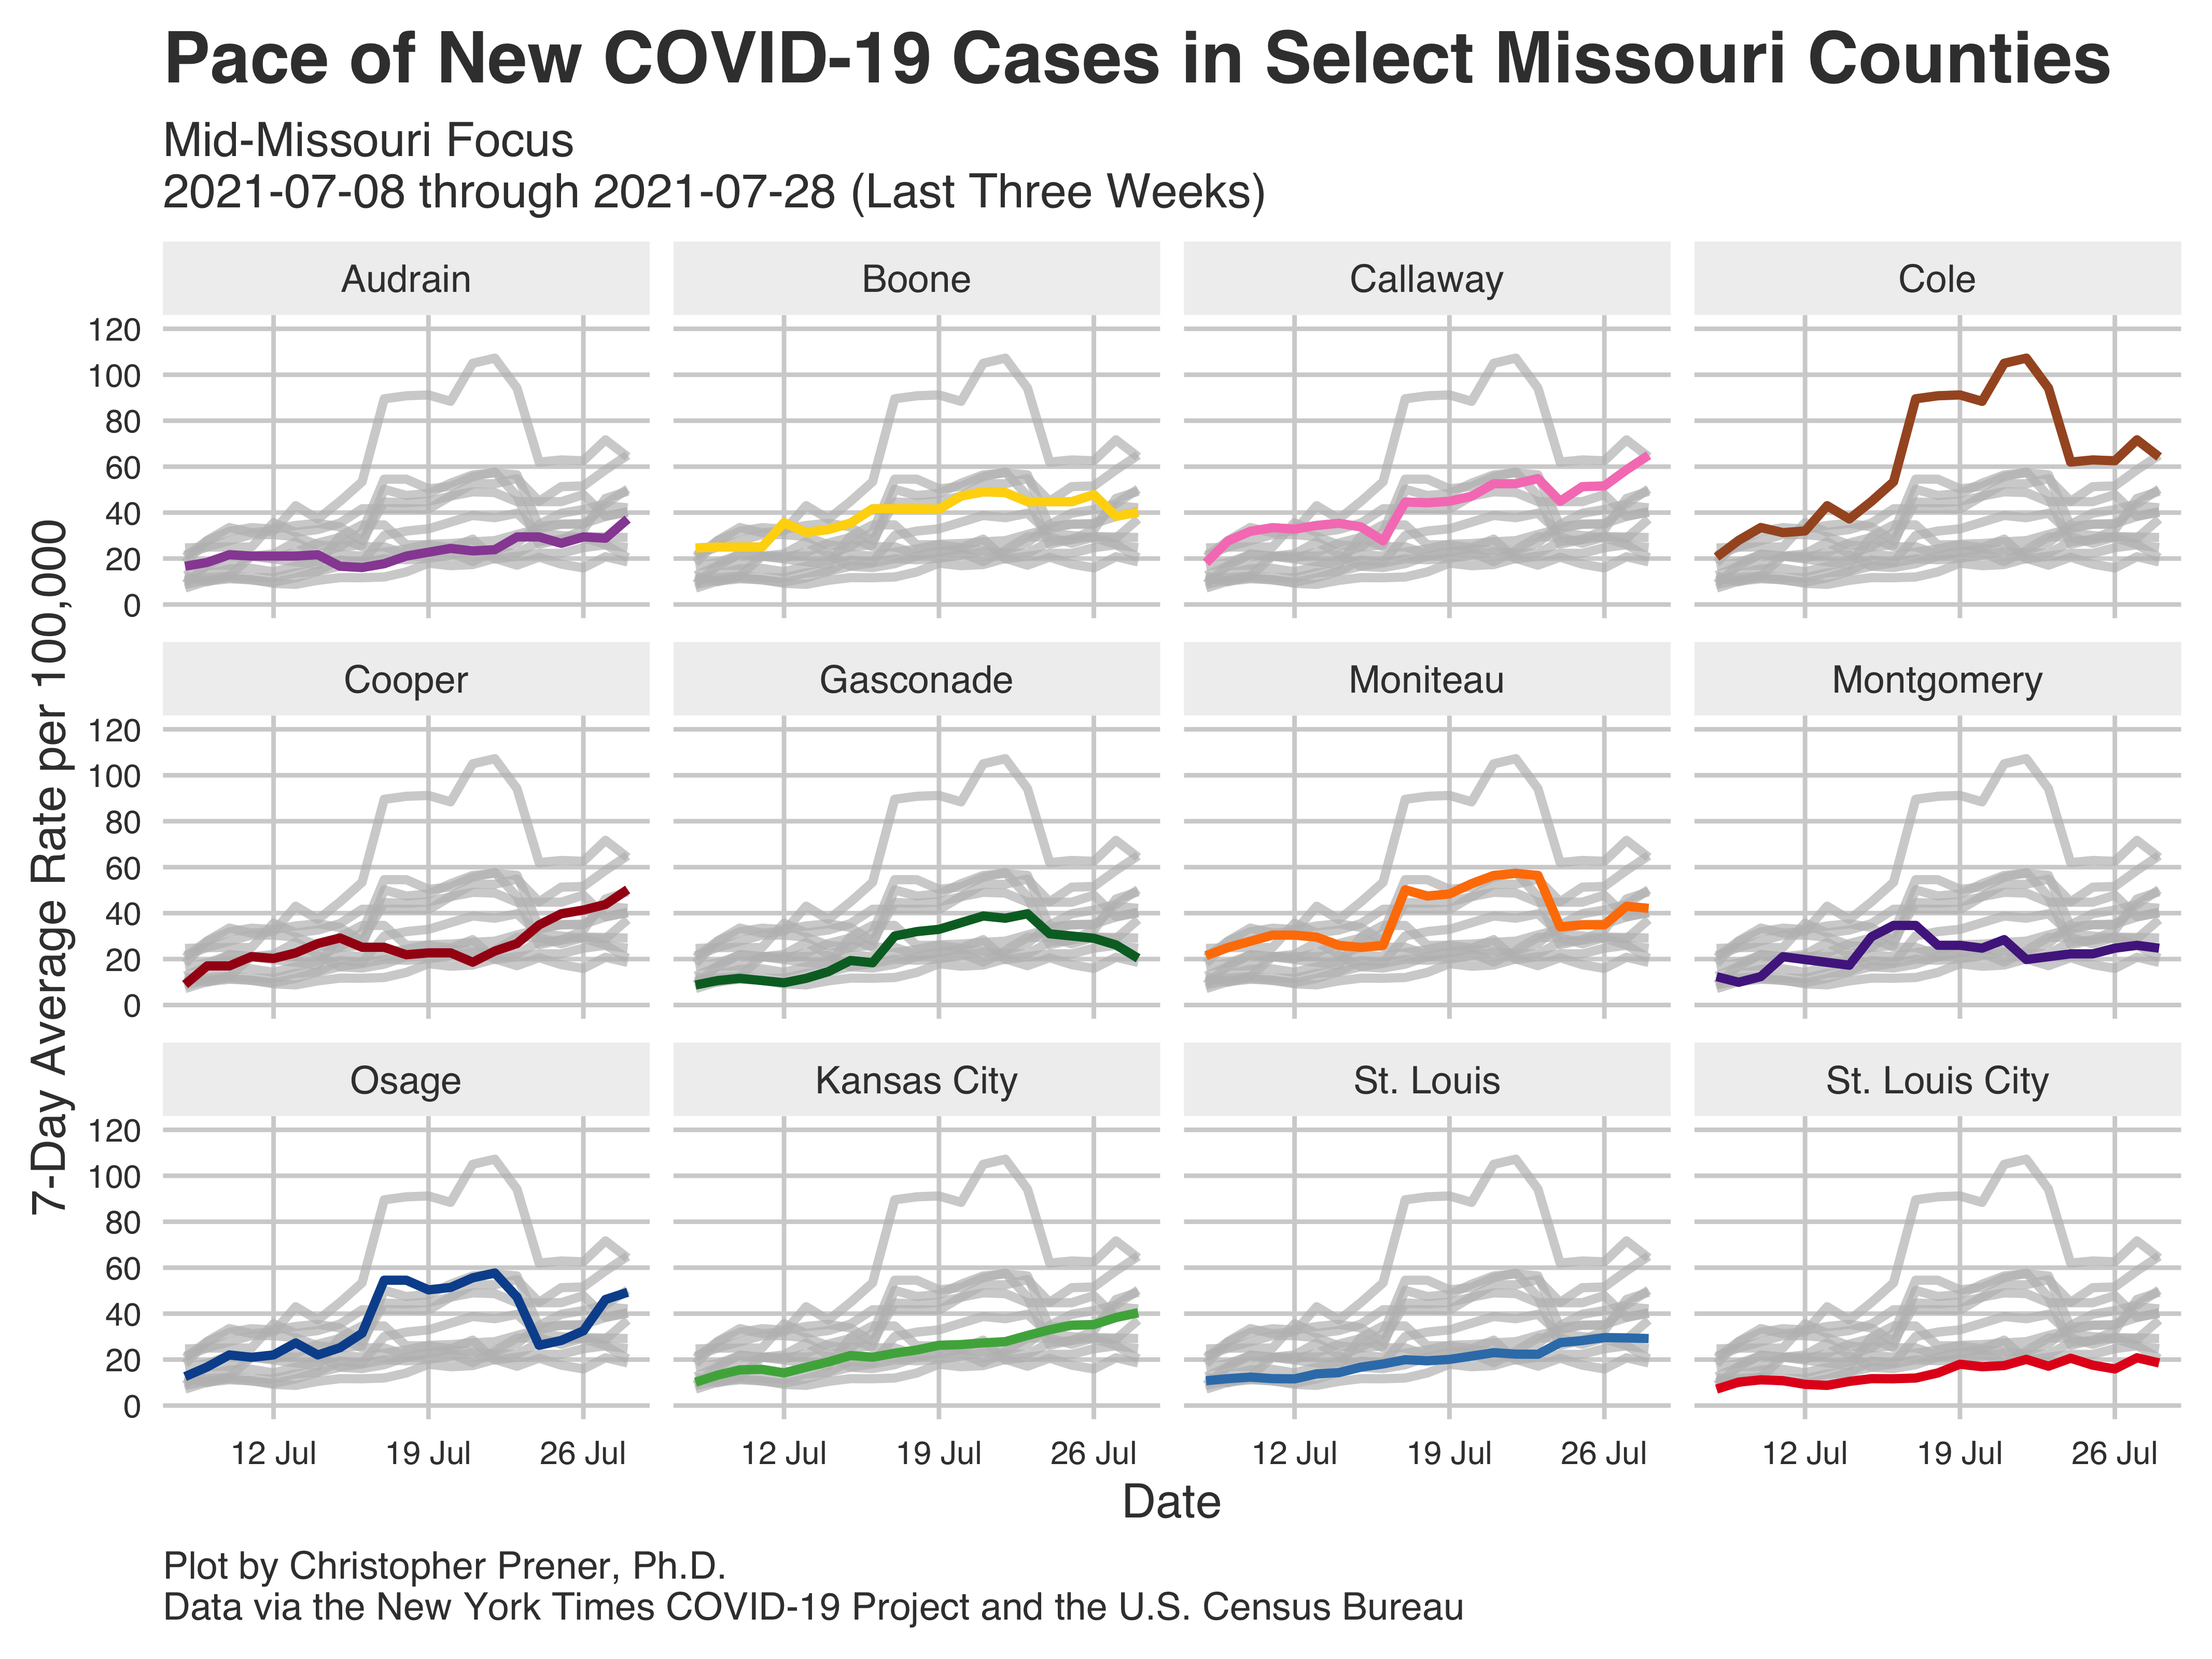 Pace of New COVID-19 Cases in Select Missouri Counties
Mid-Missouri Focus
2021-07-08 through 2021-07-28 (Last Three Weeks)
7-Day Average Rate per 100,000
Audrain
Boone
Callaway
Cole
120
100
80
60
40
20
0
Cooper
Gasconade
Moniteau
Montgomery
120
100
80
60
40
20
0
Osage
Kansas City
St. Louis
St. Louis City
120
100
80
60
40
20
0
12 Jul
19 Jul
26 Jul
12 Jul
19 Jul
26 Jul
12 Jul
19 Jul
26 Jul
12 Jul
19 Jul
26 Jul
Date
Plot by Christopher Prener, Ph.D.
Data via the New York Times COVID-19 Project and the U.S. Census Bureau